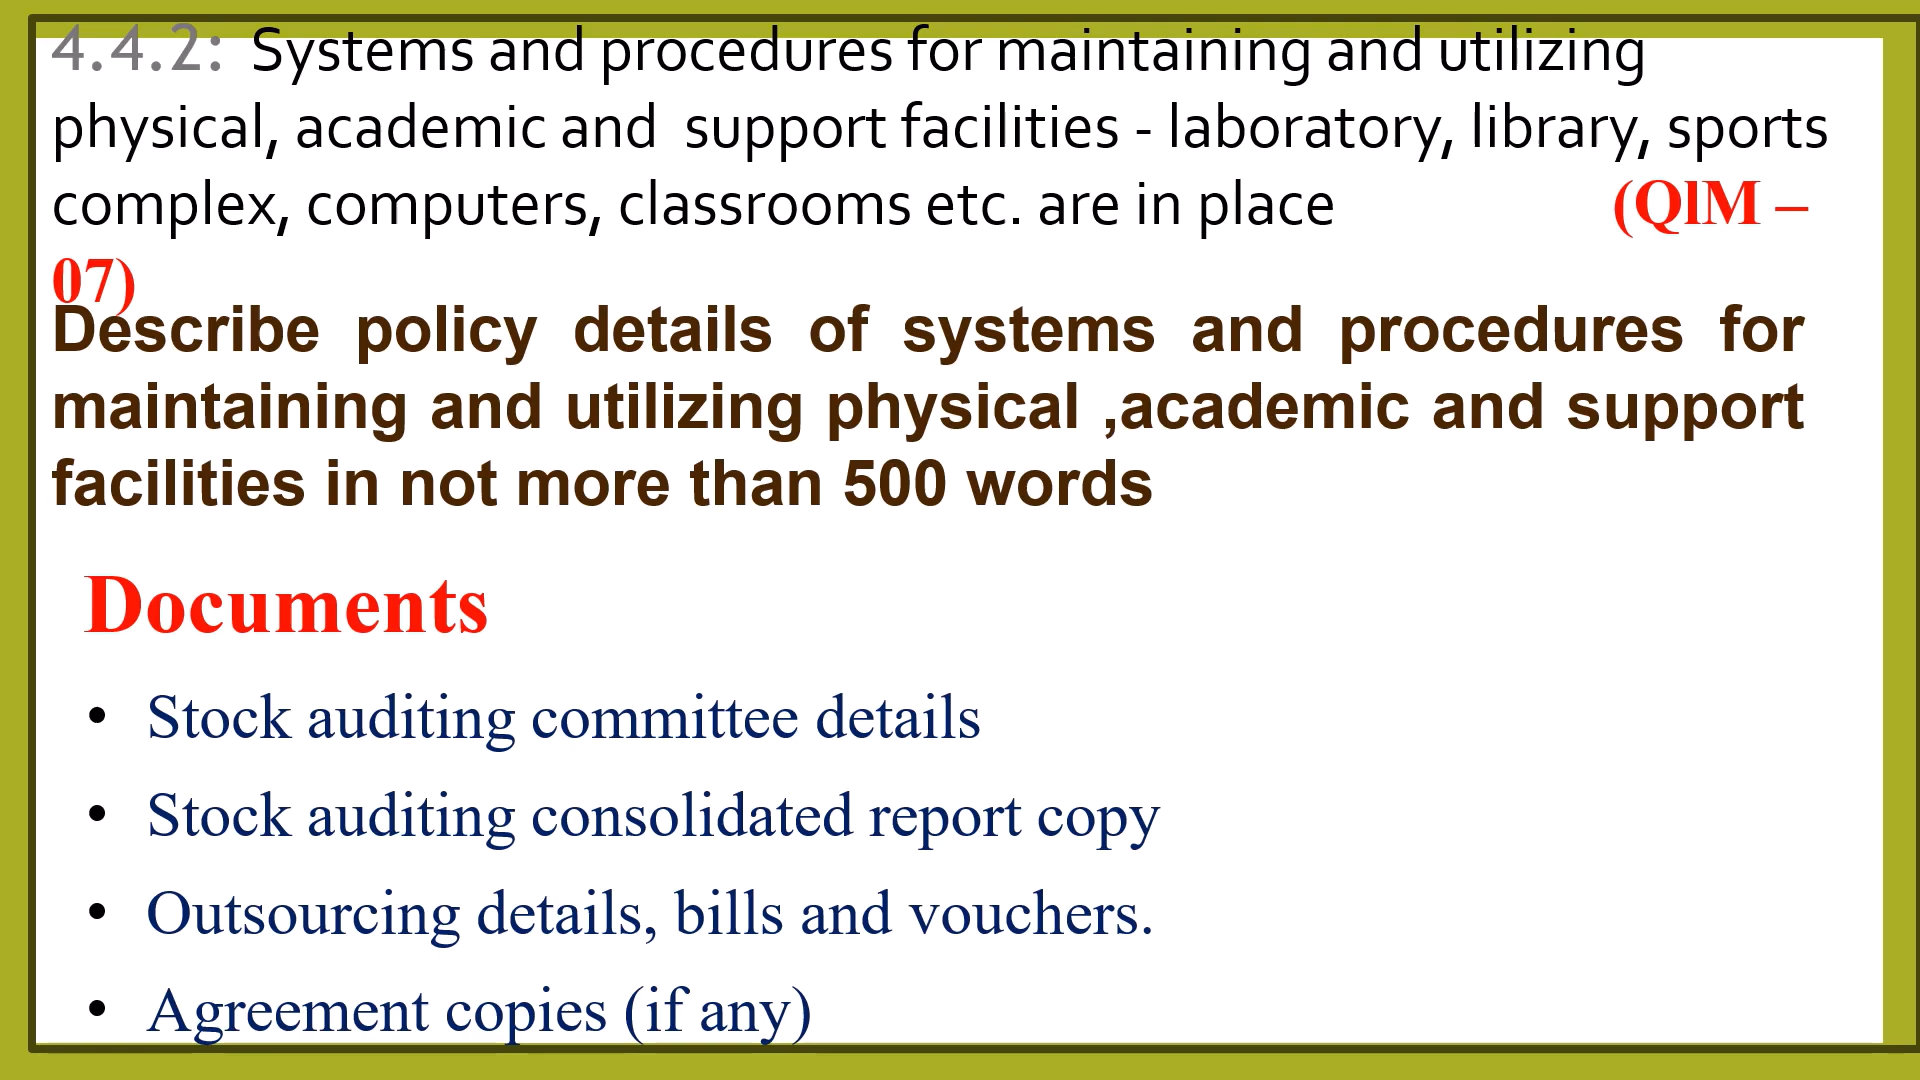 4.4.2: Systems and procedures for maintaining and utilizing
physical, academic and support facilities - laboratory, library, sports
complex, computers, classrooms etc. are in place (QlM –
07)
Describe policy details of systems and procedures for
maintaining and utilizing physical ,academic and support
facilities in not more than 500 words
Documents
• Stock auditing committee details
• Stock auditing consolidated report copy
• Outsourcing details, bills and vouchers.
• Agreement copies (if any)